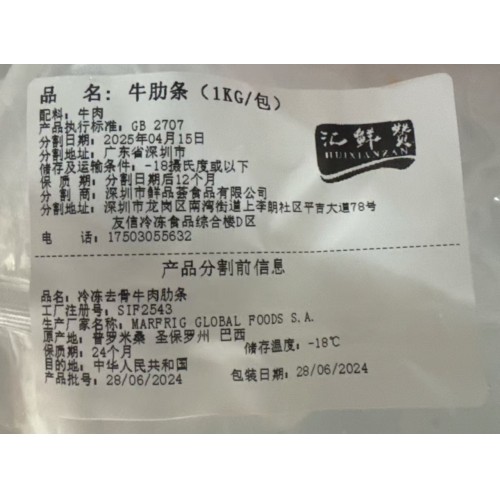 品 名: 牛肋条(1KG/包)
配料: 牛肉
产品执行标准: GB 2707
分割日期: 2025年04月15日
分割地址: 广东省深圳市
储存及运输条件: -18摄氏度或以下
保 质 期: 分割日期后12个月
分 割 商: 深圳市鲜品荟食品有限公司
分割地址: 深圳市龙岗区南湾街道上李朗社区平吉大道78号
友信冷冻食品综合楼D区
电 话: 17503055632
汇鲜赞
HUIXIANZAN
产品分割前信息
品名: 冷冻去骨牛肉肋条
工厂注册号: SIF2543
生产厂家名称: MARFRIG GLOBAL FOODS S.A.
原产地: 普罗米桑 圣保罗州 巴西
保质期: 24个月
储存温度: -18℃
目的地: 中华人民共和国
产品批号: 28/06/2024
包装日期: 28/06/2024